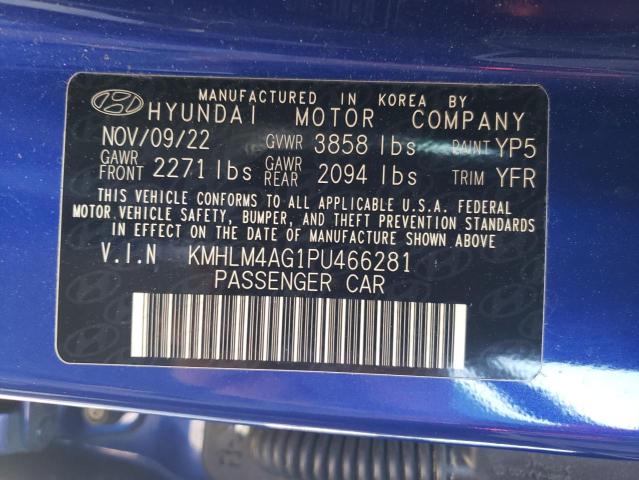 MANUFACTURED IN KOREA BY
HYUNDAI MOTOR COMPANY
NOV/09/22 GVWR 3858 lbs PAINT YP5
GAWR FRONT 2271 lbs GAWR REAR 2094 lbs TRIM YFR
THIS VEHICLE CONFORMS TO ALL APPLICABLE U.S.A. FEDERAL
MOTOR VEHICLE SAFETY, BUMPER, AND THEFT PREVENTION STANDARDS
IN EFFECT ON THE DATE OF MANUFACTURE SHOWN ABOVE
V.I.N KMHLM4AG1PU466281
PASSENGER CAR